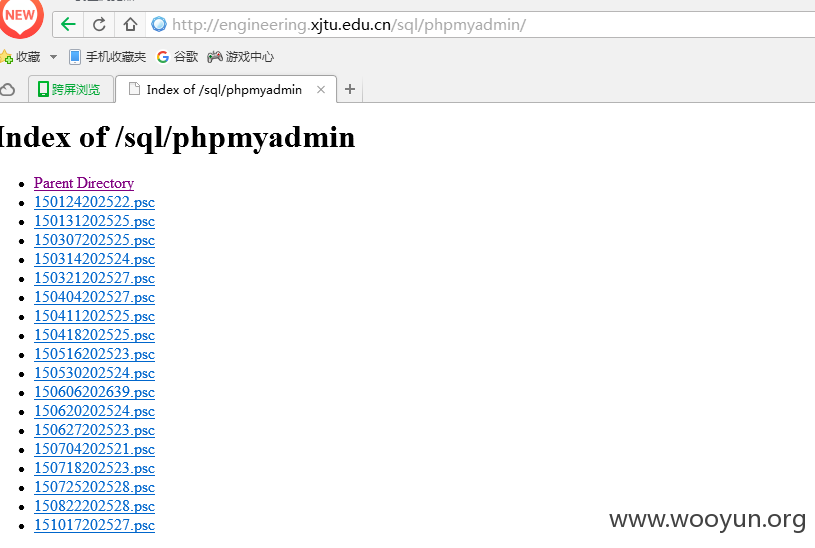 NEW
http://engineering.xjtu.edu.cn/sql/phpmyadmin/
收藏 手机收藏夹 谷歌 游戏中心
跨屏浏览 Index of /sql/phpmyadmin
Index of /sql/phpmyadmin
Parent Directory
150124202522.psc
150131202525.psc
150307202525.psc
150314202524.psc
150321202527.psc
150404202527.psc
150411202525.psc
150418202525.psc
150516202523.psc
150530202524.psc
150606202639.psc
150620202524.psc
150627202523.psc
150704202521.psc
150718202523.psc
150725202528.psc
150822202528.psc
151017202527.psc
www.wooyun.org